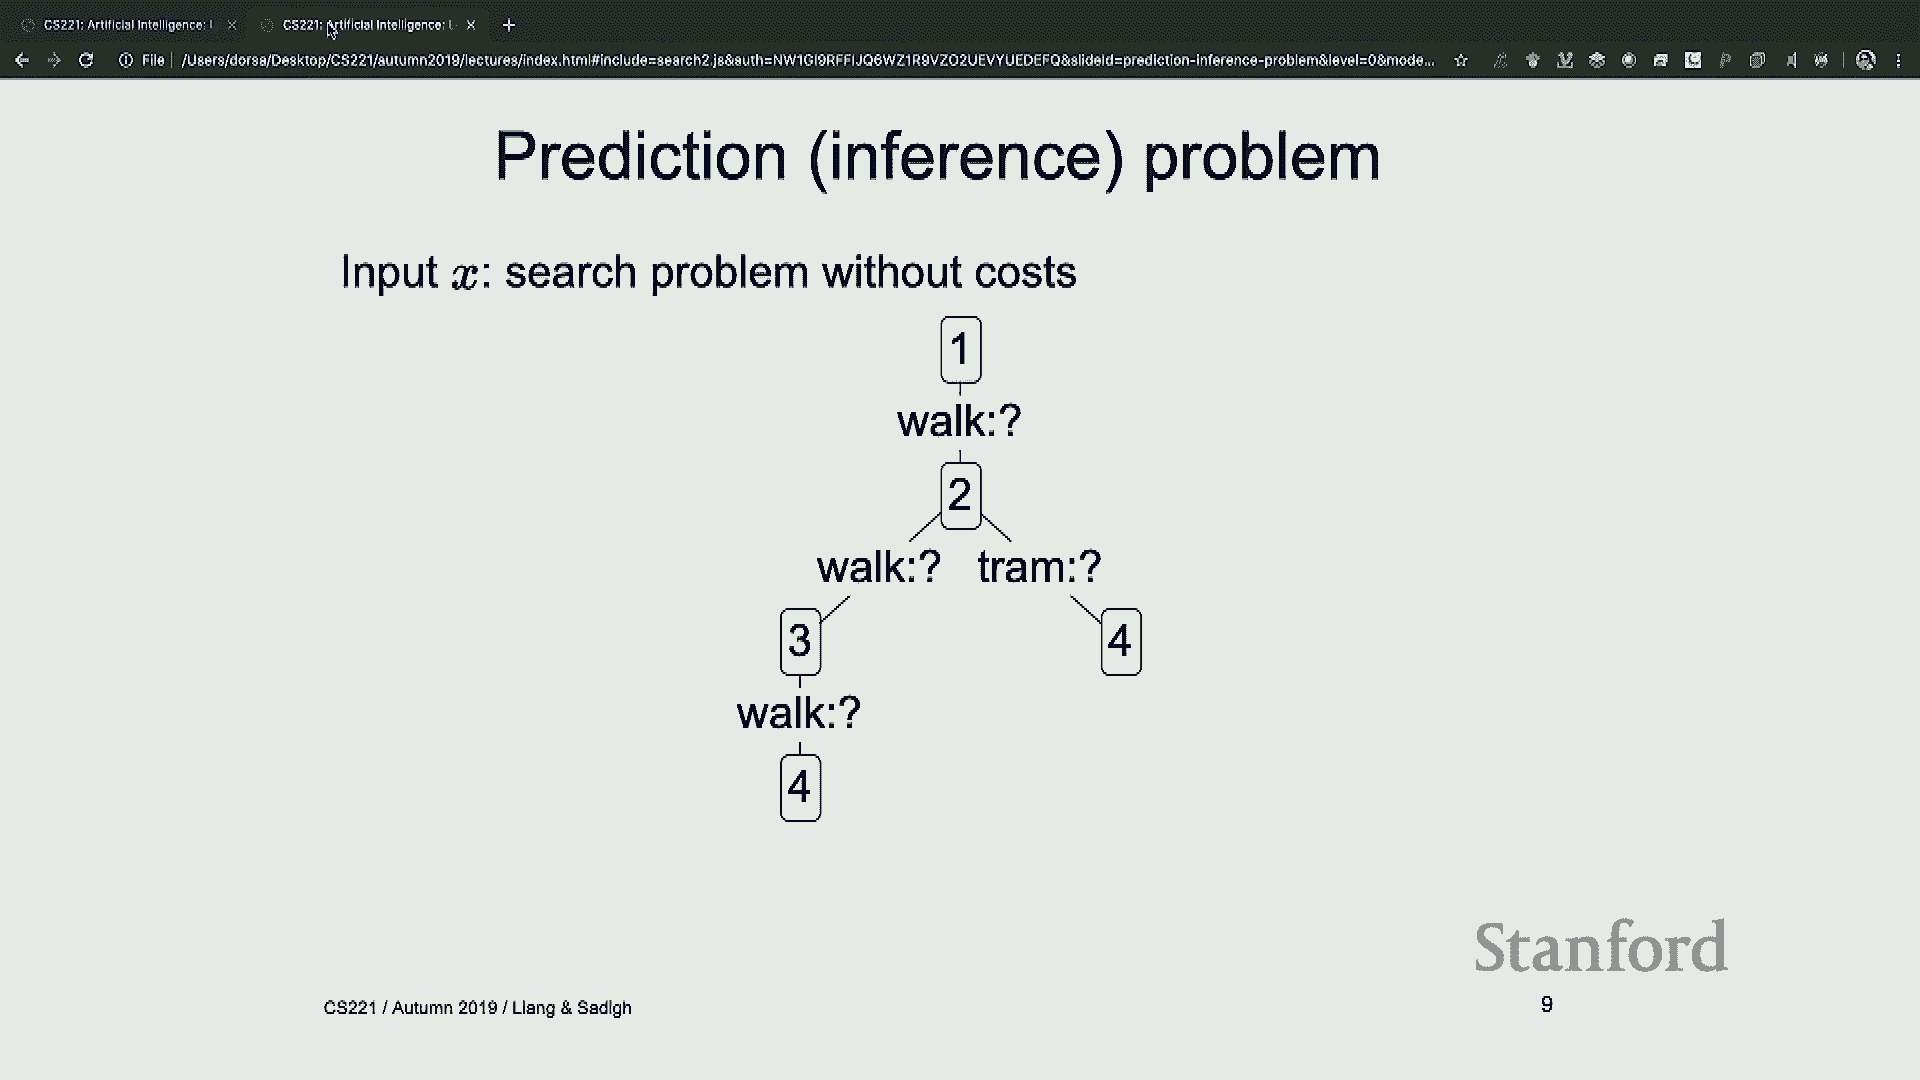 CS221: Artificial Intelligence: I
CS221: Artificial Intelligence: L
File
/Users/dorsa/Desktop/CS221/autumn2019/lectures/index.html#include=search2.js&auth=NW1GI9RFFIJQ6WZ1R9VZO2UEVYUEDEFQ&slideId=prediction-inference-problem&level=0&mode...
Prediction (inference) problem
Input x: search problem without costs
1
walk:?
2
walk:? tram:?
3 4
walk:?
4
Stanford
CS221 / Autumn 2019 / Liang & Sadigh
9